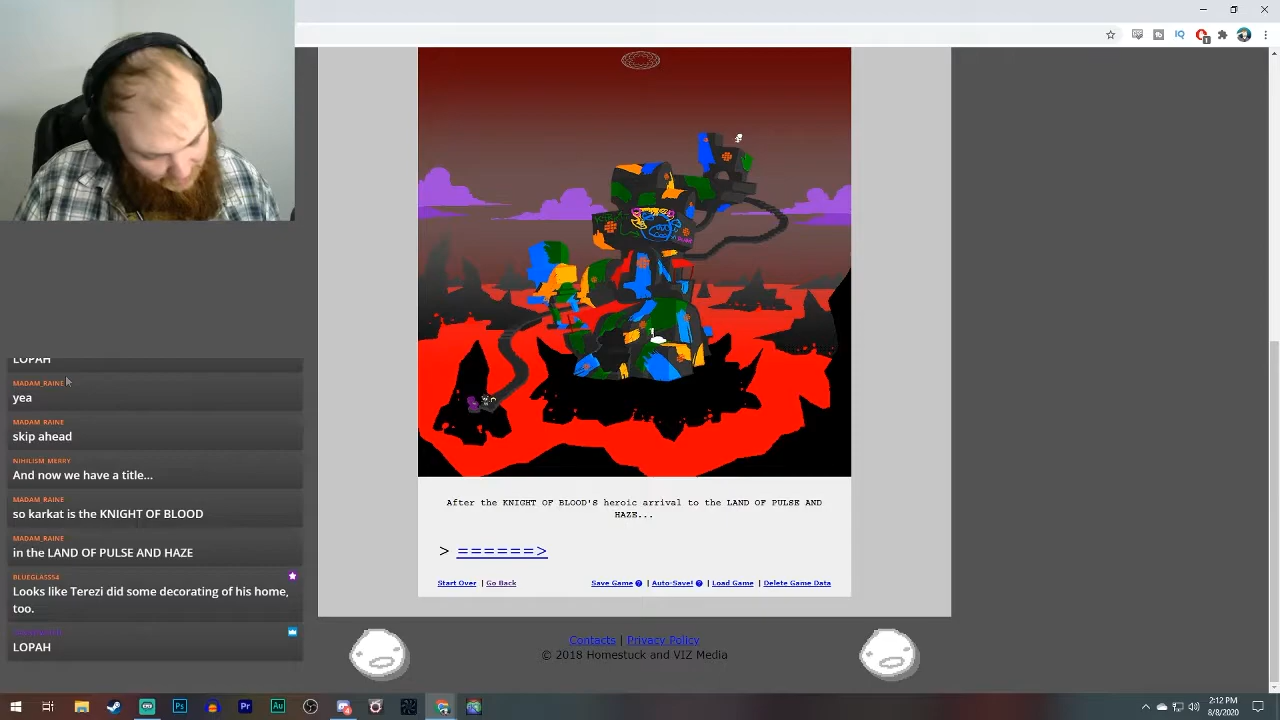 LOPAH
MADAM_RAINE
yea
MADAM_RAINE
skip ahead
NIHILISM_MERRY
And now we have a title...
MADAM_RAINE
so karkat is the KNIGHT OF BLOOD
MADAM_RAINE
in the LAND OF PULSE AND HAZE
BLUEGLASS54
Looks like Terezi did some decorating of his home,
too.
LOPAH
After the KNIGHT OF BLOOD'S heroic arrival to the LAND OF PULSE AND
HAZE...
> ======>
Start Over | Go Back Save Game ? | Auto-Save! ? | Load Game | Delete Game Data
Contacts | Privacy Policy
© 2018 Homestuck and VIZ Media
2:12 PM
8/8/2020